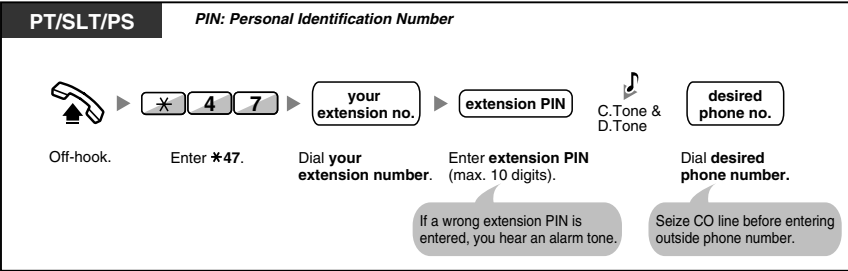 PT/SLT/PS
PIN: Personal Identification Number
* 4 7
your
extension no.
extension PIN
C.Tone &
D.Tone
desired
phone no.
Off-hook.
Enter *47.
Dial your
extension number.
Enter extension PIN
(max. 10 digits).
Dial desired
phone number.
If a wrong extension PIN is
entered, you hear an alarm tone.
Seize CO line before entering
outside phone number.